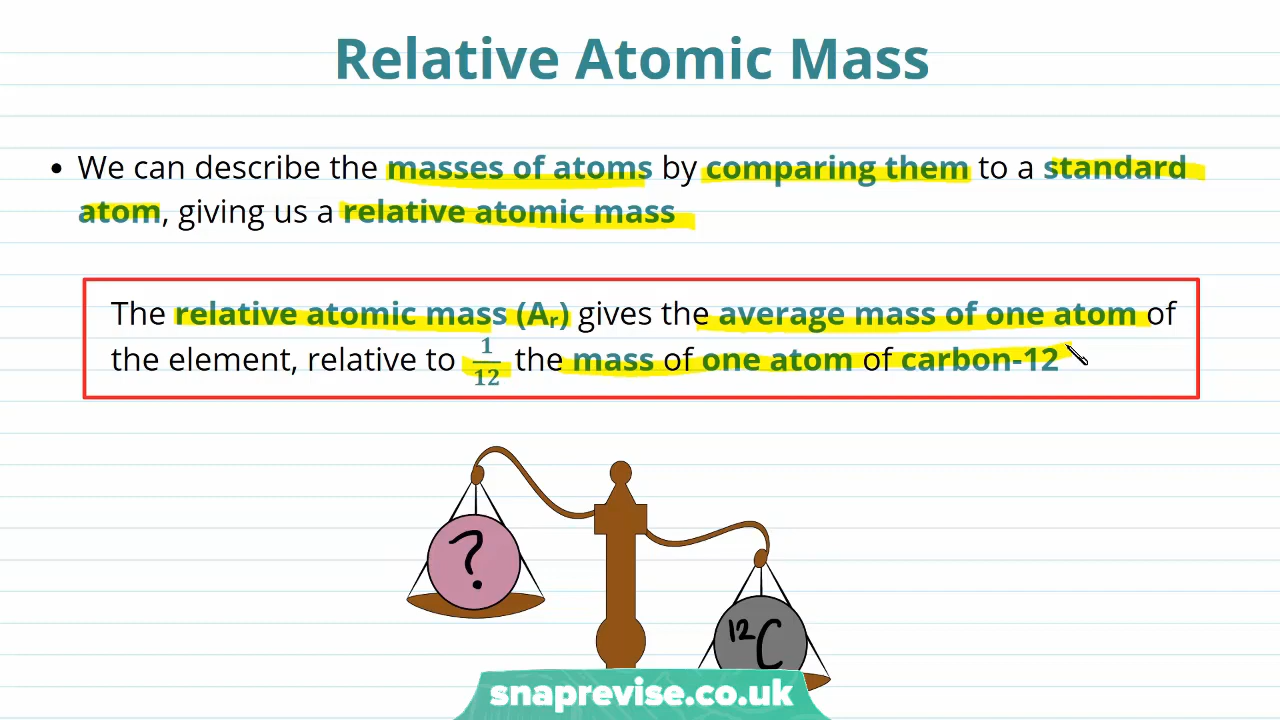 Relative Atomic Mass
• We can describe the masses of atoms by comparing them to a standard
atom, giving us a relative atomic mass
The relative atomic mass (Aᵣ) gives the average mass of one atom of
the element, relative to 1/12 the mass of one atom of carbon-12
?
¹²C
snaprevise.co.uk